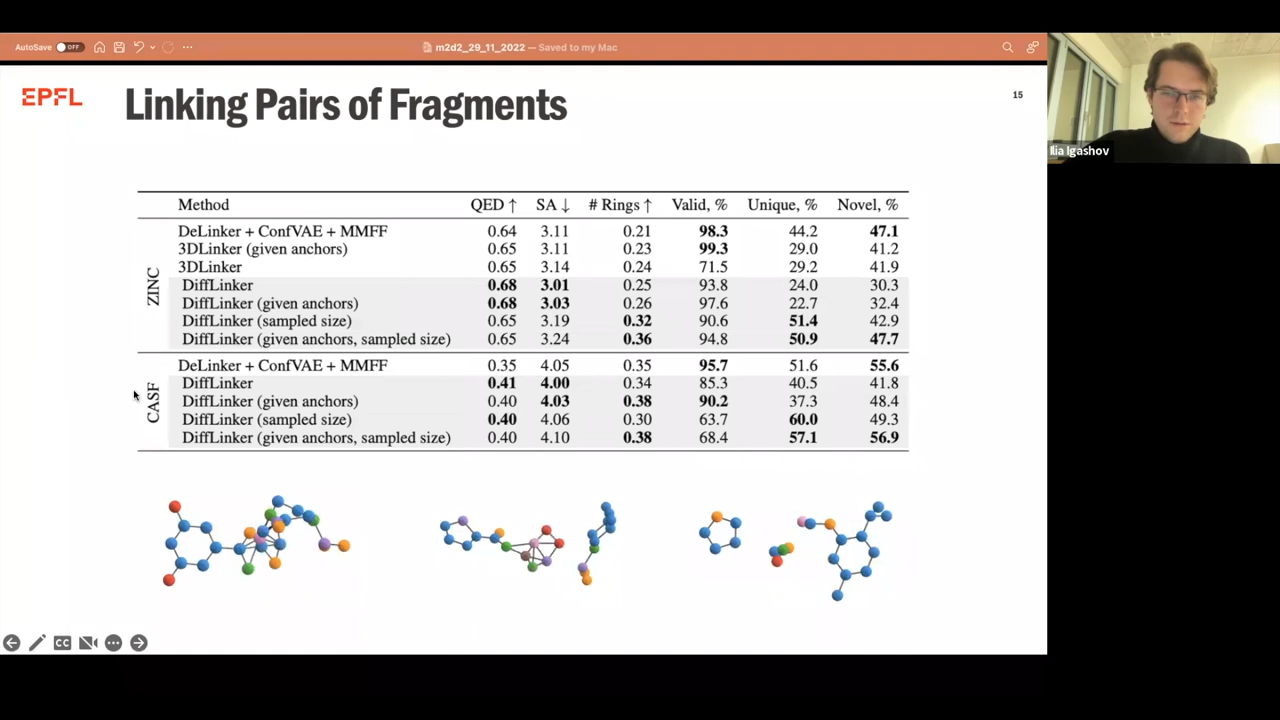 AutoSave OFF
m2d2_29_11_2022 — Saved to my Mac
EPFL
Linking Pairs of Fragments
15
Ilia Igashov
Method QED ↑ SA ↓ # Rings ↑ Valid, % Unique, % Novel, %
ZINC
DeLinker + ConfVAE + MMFF 0.64 3.11 0.21 98.3 44.2 47.1
3DLinker (given anchors) 0.65 3.11 0.23 99.3 29.0 41.2
3DLinker 0.65 3.14 0.24 71.5 29.2 41.9
DiffLinker 0.68 3.01 0.25 93.8 24.0 30.3
DiffLinker (given anchors) 0.68 3.03 0.26 97.6 22.7 32.4
DiffLinker (sampled size) 0.65 3.19 0.32 90.6 51.4 42.9
DiffLinker (given anchors, sampled size) 0.65 3.24 0.36 94.8 50.9 47.7
CASF
DeLinker + ConfVAE + MMFF 0.35 4.05 0.35 95.7 51.6 55.6
DiffLinker 0.41 4.00 0.34 85.3 40.5 41.8
DiffLinker (given anchors) 0.40 4.03 0.38 90.2 37.3 48.4
DiffLinker (sampled size) 0.40 4.06 0.30 63.7 60.0 49.3
DiffLinker (given anchors, sampled size) 0.40 4.10 0.38 68.4 57.1 56.9
CC